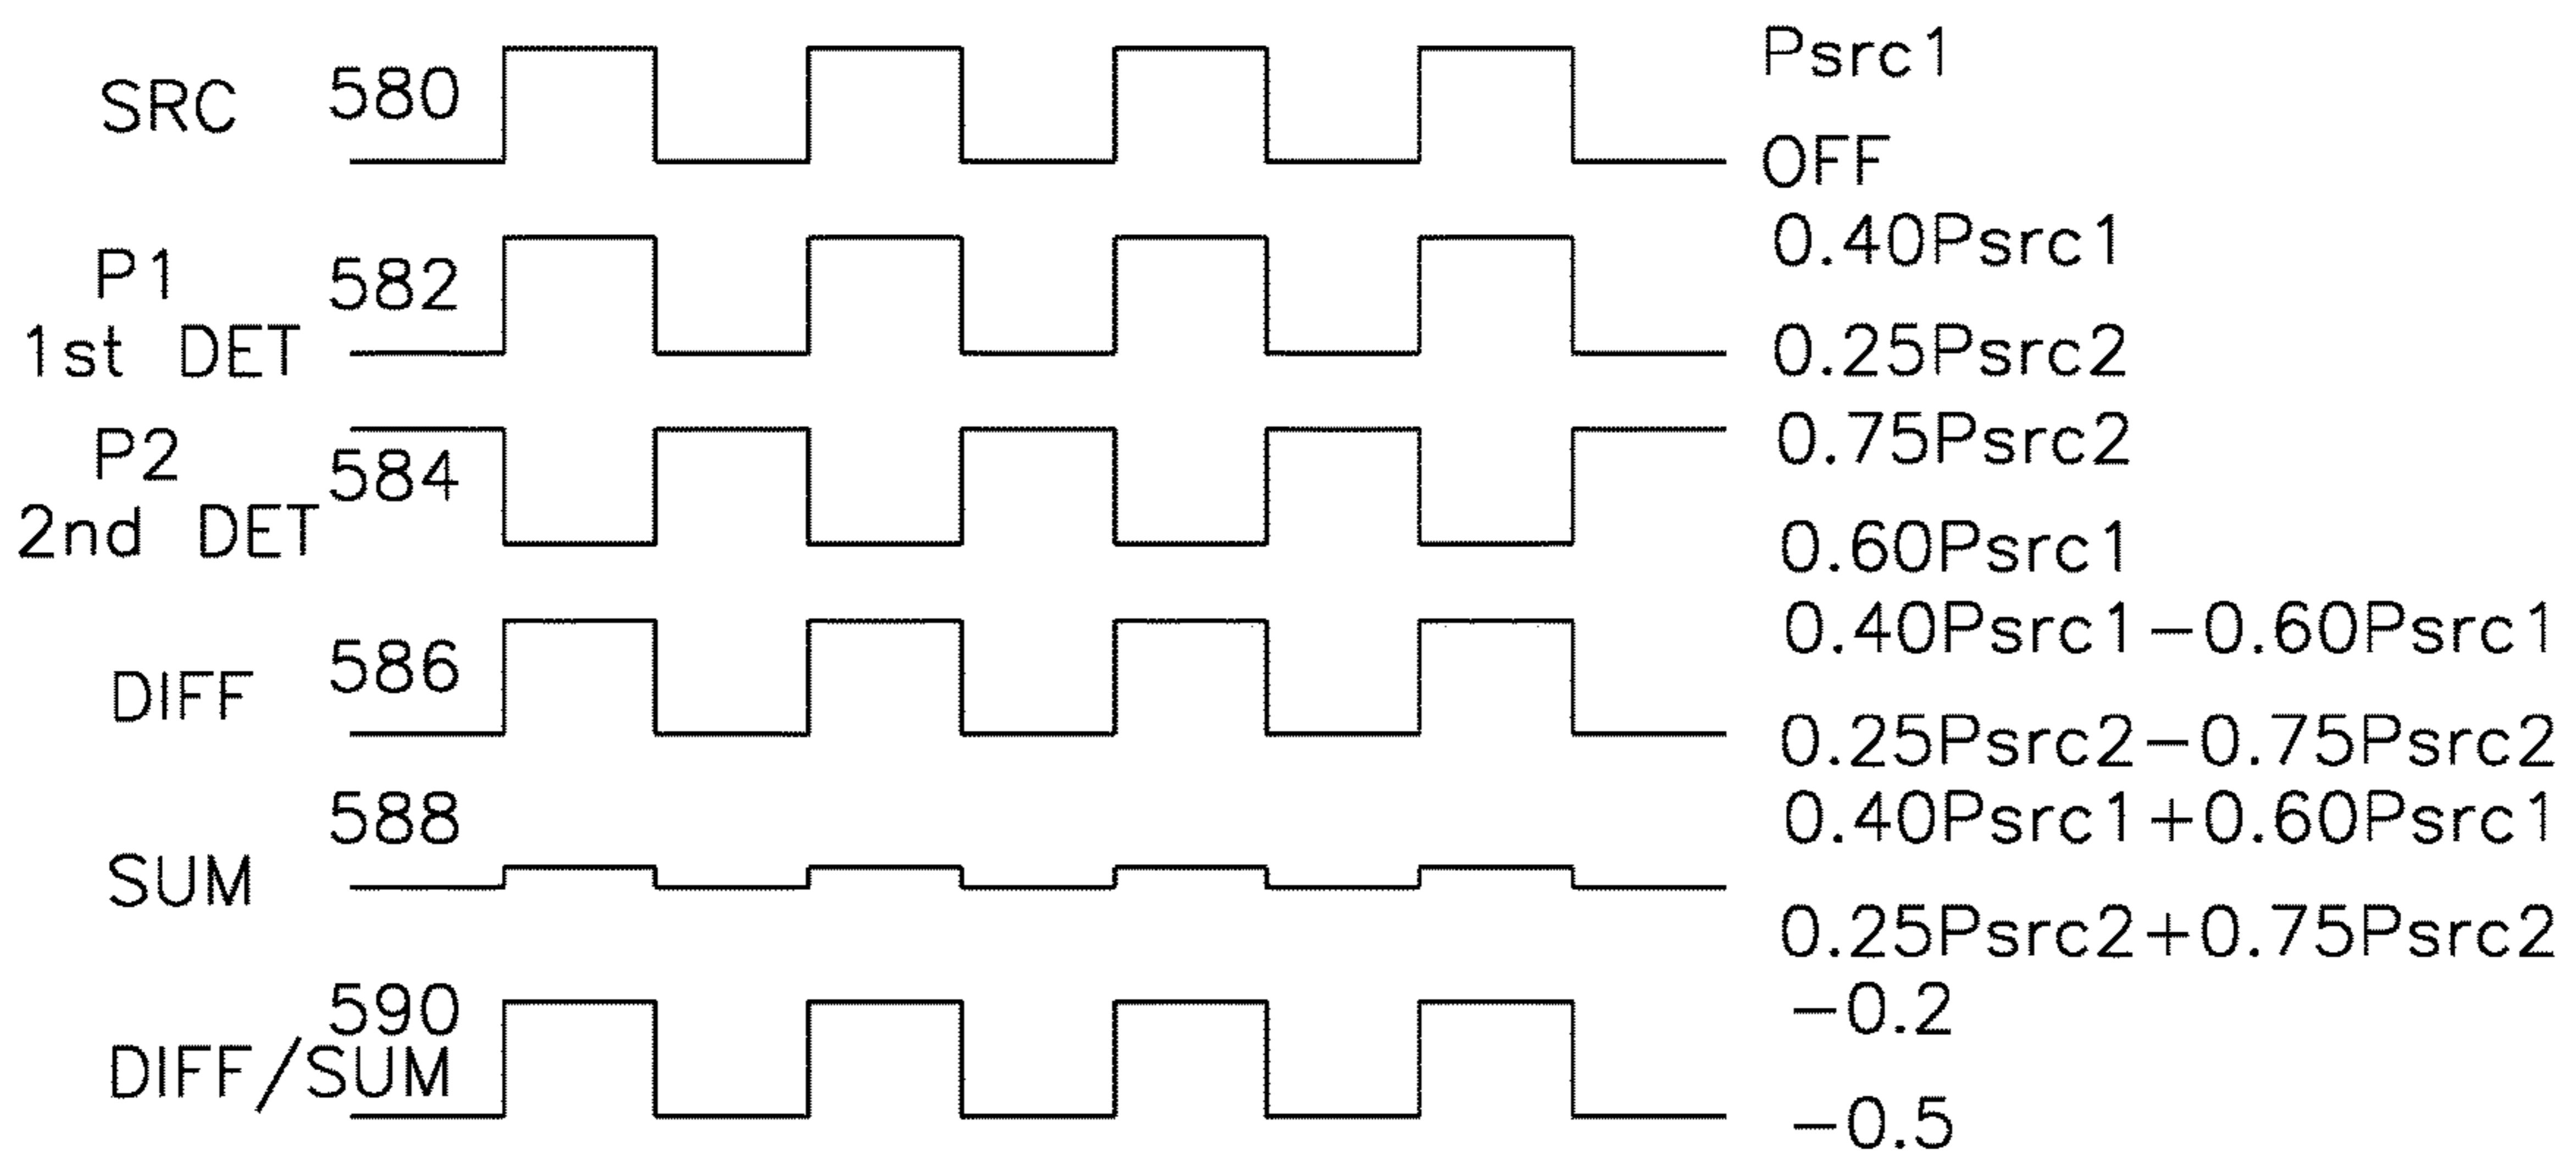 SRC 580 Psrc1
OFF
P1 582 0.40Psrc1
1st DET 0.25Psrc2
P2 584 0.75Psrc2
2nd DET 0.60Psrc1
586 0.40Psrc1-0.60Psrc1
DIFF 0.25Psrc2-0.75Psrc2
588 0.40Psrc1+0.60Psrc1
SUM 0.25Psrc2+0.75Psrc2
590 -0.2
DIFF/SUM -0.5